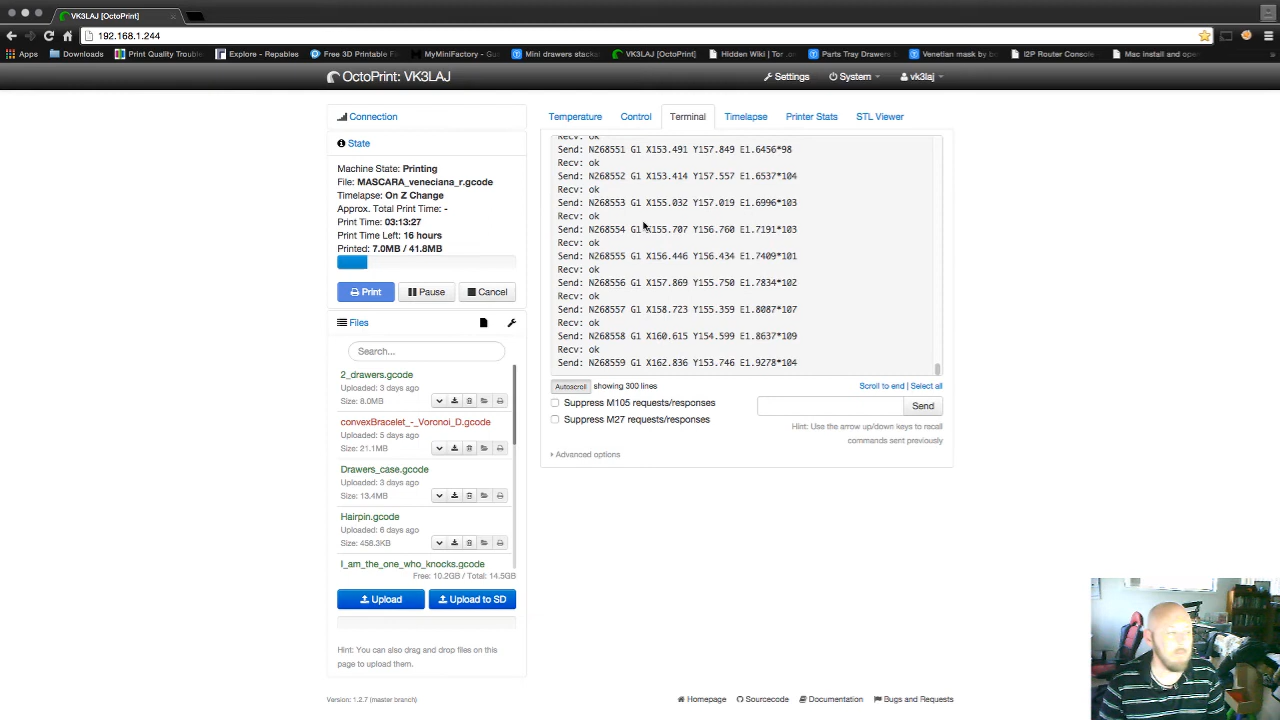 VK3LAJ [OctoPrint]
192.168.1.244
Apps
Downloads
Print Quality Trouble
Explore - Repables
Free 3D Printable Fi
MyMiniFactory - Gu
Mini drawers stacka
VK3LAJ [OctoPrint]
Hidden Wiki | Tor .o
Parts Tray Drawers
Venetian mask by b
I2P Router Console
Mac install and ope
OctoPrint: VK3LAJ
Settings
System
vk3laj
Connection
State
Machine State: Printing
File: MASCARA_veneciana_r.gcode
Timelapse: On Z Change
Approx. Total Print Time: -
Print Time: 03:13:27
Print Time Left: 16 hours
Printed: 7.0MB / 41.8MB
Print
Pause
Cancel
Files
Search...
2_drawers.gcode
Uploaded: 3 days ago
Size: 8.0MB
convexBracelet_-_Voronoi_D.gcode
Uploaded: 5 days ago
Size: 21.1MB
Drawers_case.gcode
Uploaded: 3 days ago
Size: 13.4MB
Hairpin.gcode
Uploaded: 6 days ago
Size: 458.3KB
I_am_the_one_who_knocks.gcode
Free: 10.2GB / Total: 14.5GB
Upload
Upload to SD
Hint: You can also drag and drop files on this
page to upload them.
Temperature
Control
Terminal
Timelapse
Printer Stats
STL Viewer
Recv: ok
Send: N268551 G1 X153.491 Y157.849 E1.6456*98
Recv: ok
Send: N268552 G1 X153.414 Y157.557 E1.6537*104
Recv: ok
Send: N268553 G1 X155.032 Y157.019 E1.6996*103
Recv: ok
Send: N268554 G1 X155.707 Y156.760 E1.7191*103
Recv: ok
Send: N268555 G1 X156.446 Y156.434 E1.7409*101
Recv: ok
Send: N268556 G1 X157.869 Y155.750 E1.7834*102
Recv: ok
Send: N268557 G1 X158.723 Y155.359 E1.8087*107
Recv: ok
Send: N268558 G1 X160.615 Y154.599 E1.8637*109
Recv: ok
Send: N268559 G1 X162.836 Y153.746 E1.9278*104
Autoscroll showing 300 lines
Scroll to end | Select all
Suppress M105 requests/responses
Suppress M27 requests/responses
Send
Hint: Use the arrow up/down keys to recall
commands sent previously
Advanced options
Version: 1.2.7 (master branch)
Homepage
Sourcecode
Documentation
Bugs and Requests